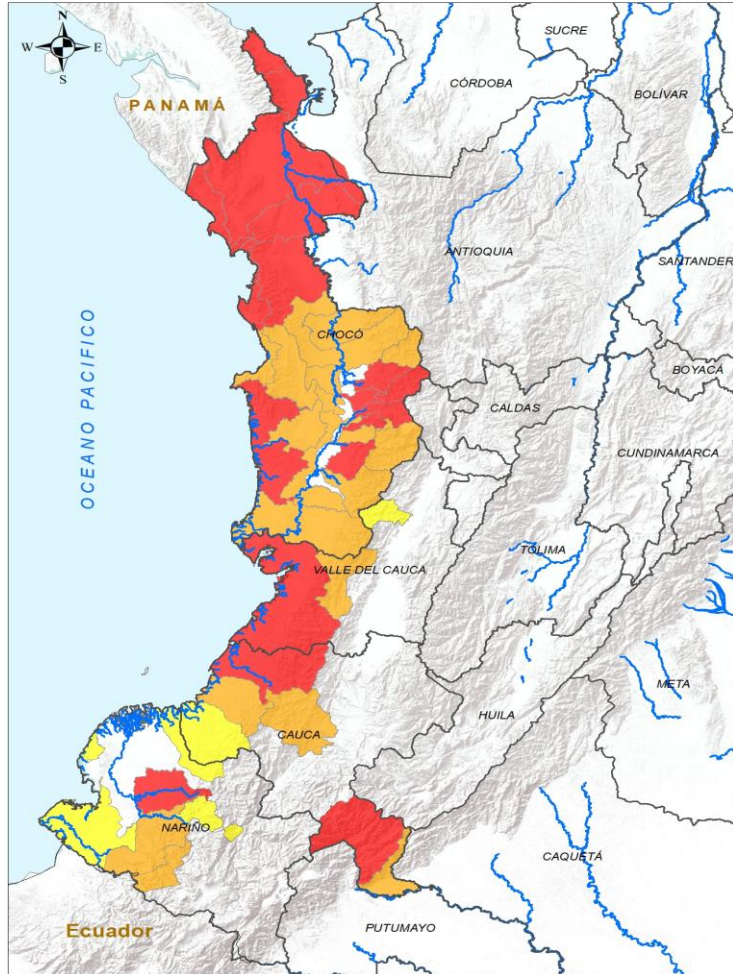 N
W E
S
SUCRE
CÓRDOBA
PANAMÁ
BOLÍVAR
ANTIOQUIA
SANTANDER
OCEANO PACIFICO
CHOCÓ
BOYACÁ
CALDAS
CUNDINAMARCA
TOLIMA
VALLE DEL CAUCA
META
HUILA
CAUCA
NARIÑO
CAQUETÁ
Ecuador
PUTUMAYO